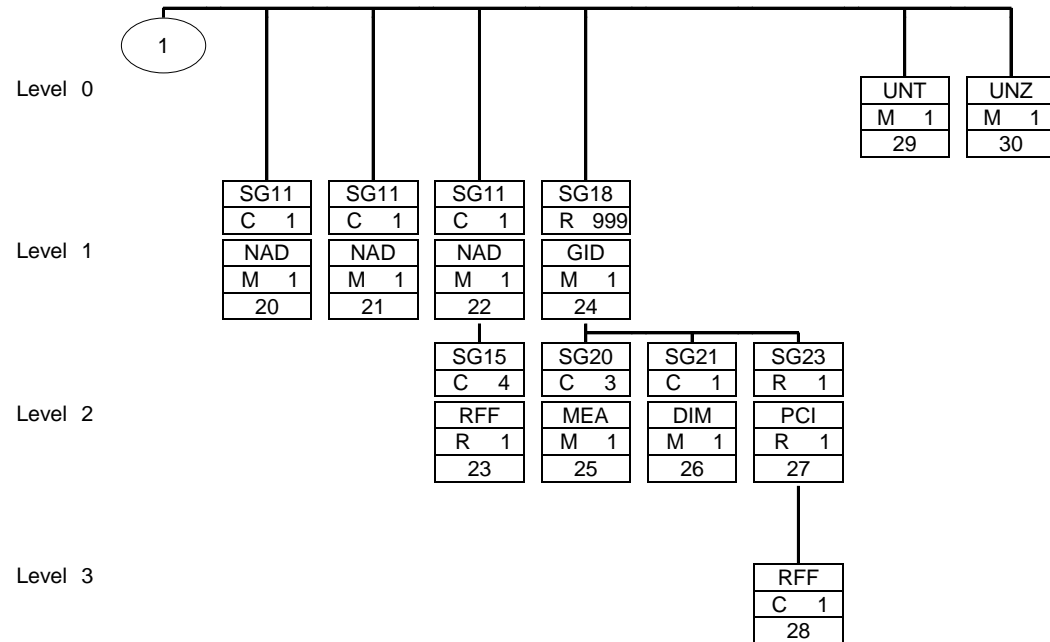 1
Level 0
UNT UNZ
M 1 M 1
29 30
SG11 SG11 SG11 SG18
C 1 C 1 C 1 R 999
Level 1
NAD NAD NAD GID
M 1 M 1 M 1 M 1
20 21 22 24
SG15 SG20 SG21 SG23
C 4 C 3 C 1 R 1
Level 2
RFF MEA DIM PCI
R 1 M 1 M 1 R 1
23 25 26 27
Level 3
RFF
C 1
28